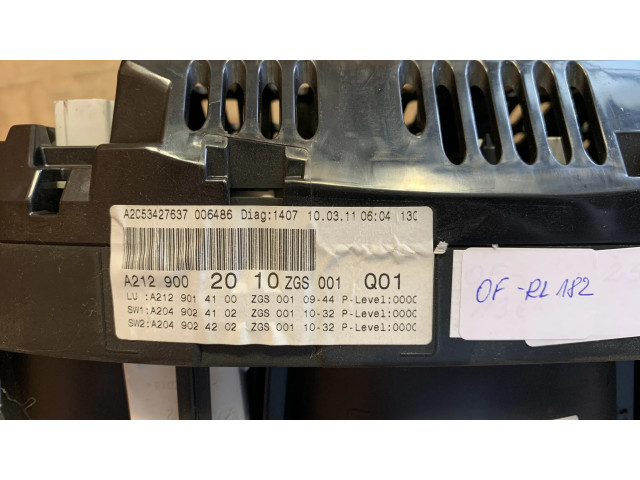 A2C53427637 006486 Diag:1407 10.03.11 06:04 130
A212 900 20 10 ZGS 001 Q01
LU :A212 901 41 00 ZGS 001 09-44 P-Level:0000
SW1:A204 902 41 02 ZGS 001 10-32 P-Level:0000
SW2:A204 902 42 02 ZGS 001 10-32 P-Level:0000
OF-RL 182